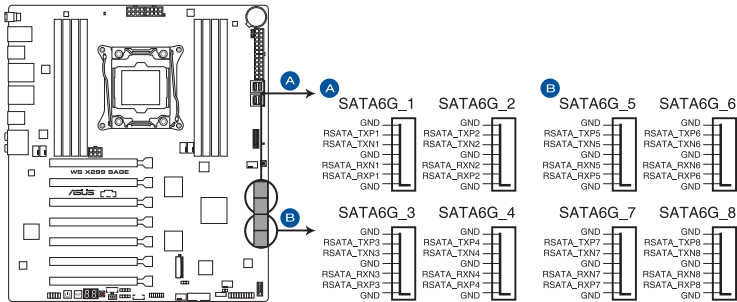 WS X299 SAGE
ASUS
8.8.
A
B
A
SATA6G_1
GND
RSATA_TXP1
RSATA_TXN1
GND
RSATA_RXN1
RSATA_RXP1
GND
SATA6G_2
GND
RSATA_TXP2
RSATA_TXN2
GND
RSATA_RXN2
RSATA_RXP2
GND
SATA6G_3
GND
RSATA_TXP3
RSATA_TXN3
GND
RSATA_RXN3
RSATA_RXP3
GND
SATA6G_4
GND
RSATA_TXP4
RSATA_TXN4
GND
RSATA_RXN4
RSATA_RXP4
GND
B
SATA6G_5
GND
RSATA_TXP5
RSATA_TXN5
GND
RSATA_RXN5
RSATA_RXP5
GND
SATA6G_6
GND
RSATA_TXP6
RSATA_TXN6
GND
RSATA_RXN6
RSATA_RXP6
GND
SATA6G_7
GND
RSATA_TXP7
RSATA_TXN7
GND
RSATA_RXN7
RSATA_RXP7
GND
SATA6G_8
GND
RSATA_TXP8
RSATA_TXN8
GND
RSATA_RXN8
RSATA_RXP8
GND